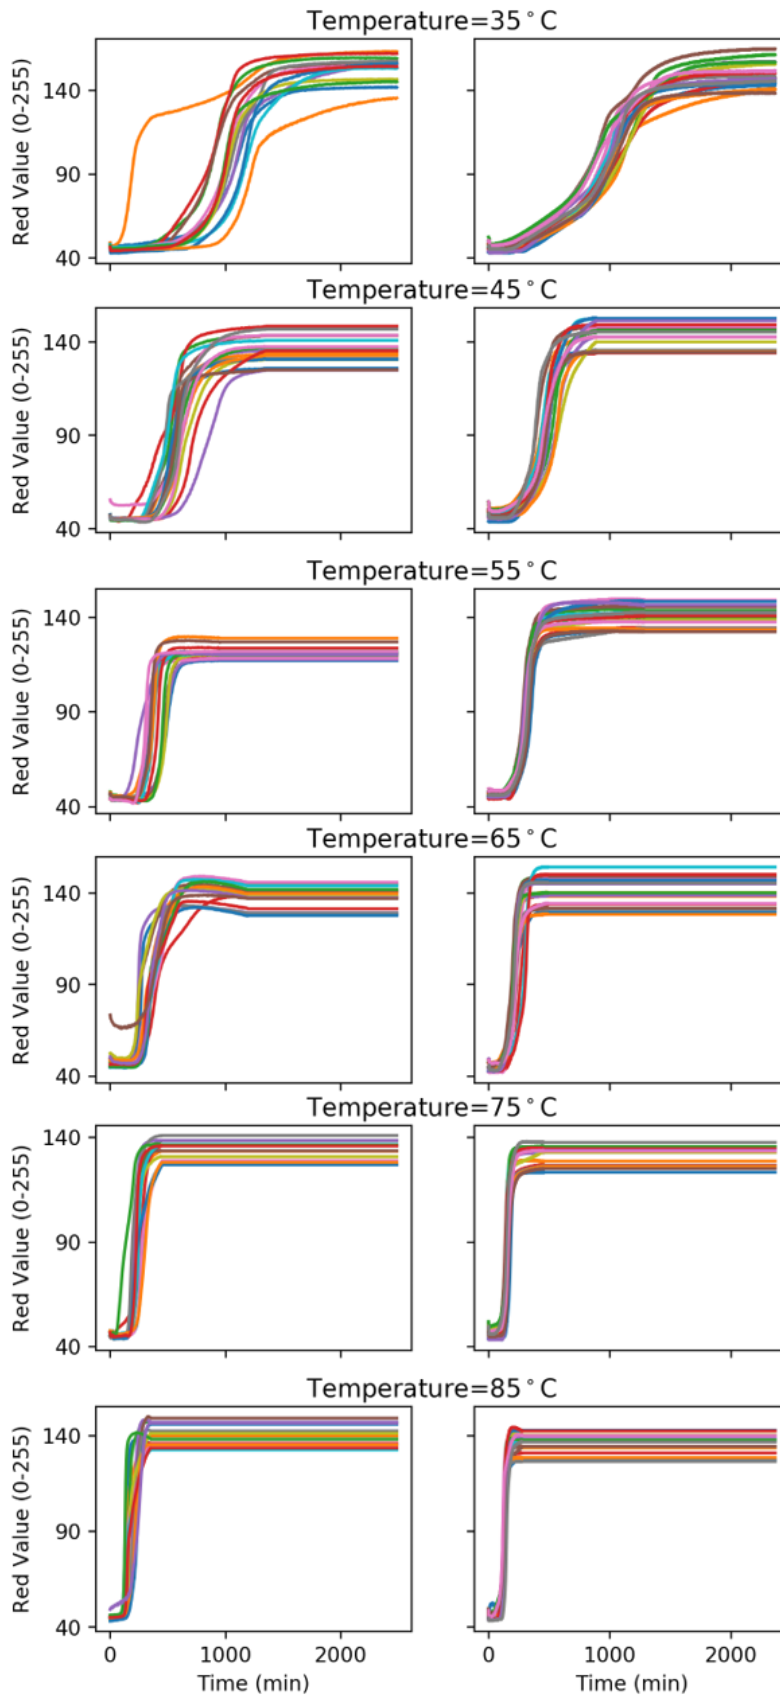 Temperature=35°C
Red Value (0-255)
140
90
40
0
1000
2000
0
1000
2000
Temperature=45°C
Red Value (0-255)
140
90
40
Temperature=55°C
Red Value (0-255)
140
90
40
Temperature=65°C
Red Value (0-255)
140
90
40
Temperature=75°C
Red Value (0-255)
140
90
40
Temperature=85°C
Red Value (0-255)
140
90
40
Time (min)
Time (min)